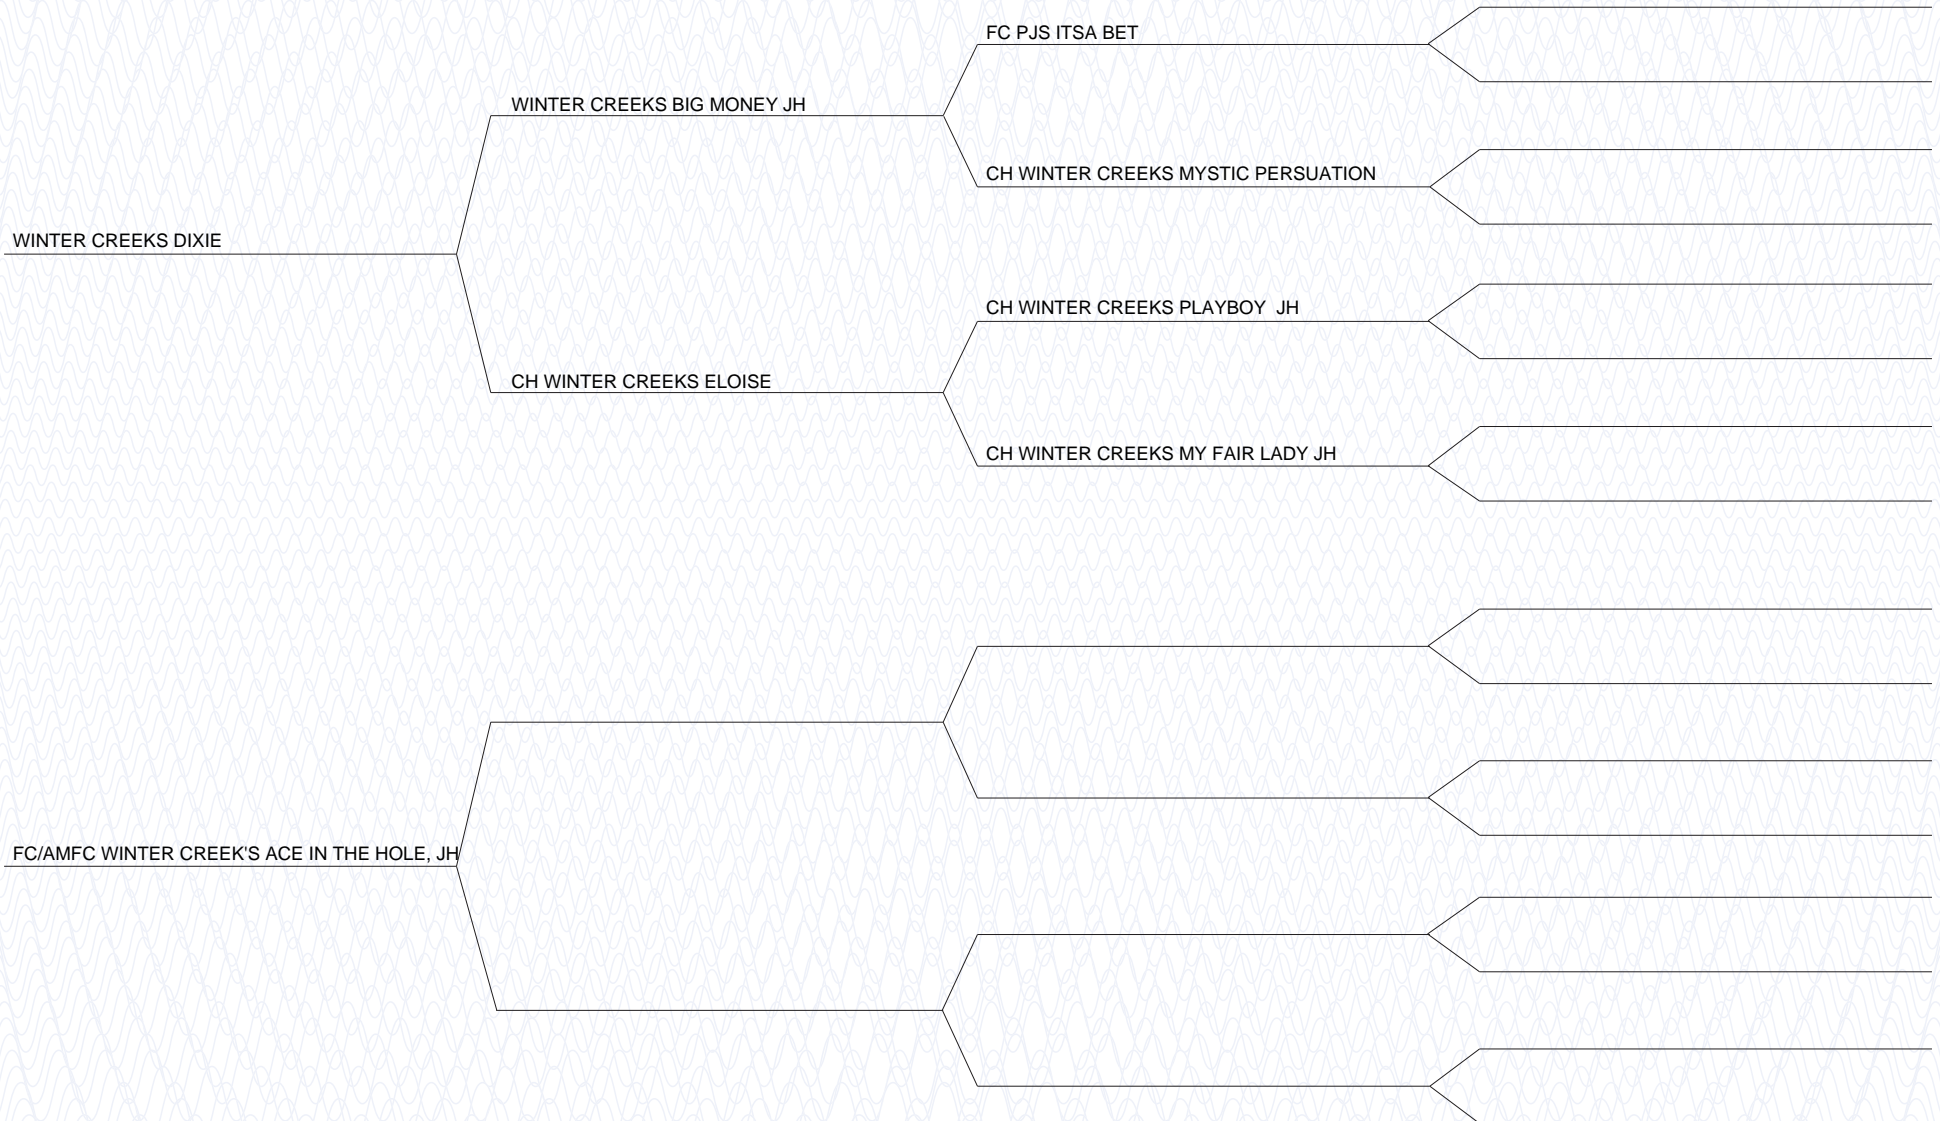 FC PJS ITSA BET
WINTER CREEKS BIG MONEY JH
CH WINTER CREEKS MYSTIC PERSUATION
WINTER CREEKS DIXIE
CH WINTER CREEKS PLAYBOY  JH
CH WINTER CREEKS ELOISE
CH WINTER CREEKS MY FAIR LADY JH
FC/AMFC WINTER CREEK'S ACE IN THE HOLE, JH